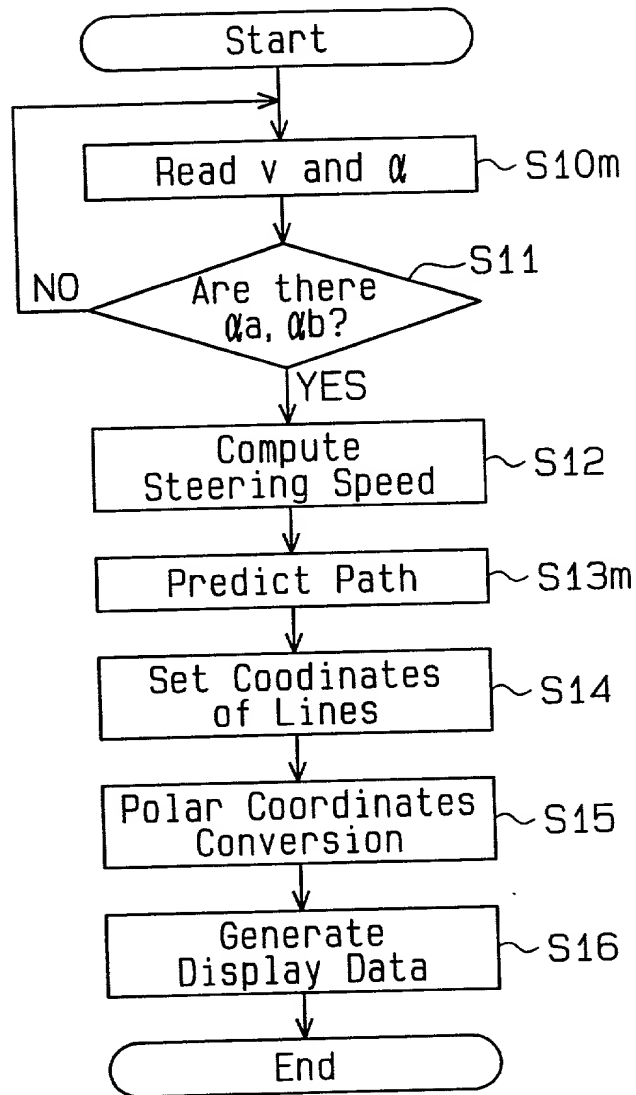 Start
Read v and α
S10m
S11
NO
Are there
αa, αb?
YES
Compute
Steering Speed
S12
Predict Path
S13m
Set Coodinates
of Lines
S14
Polar Coordinates
Conversion
S15
Generate
Display Data
S16
End